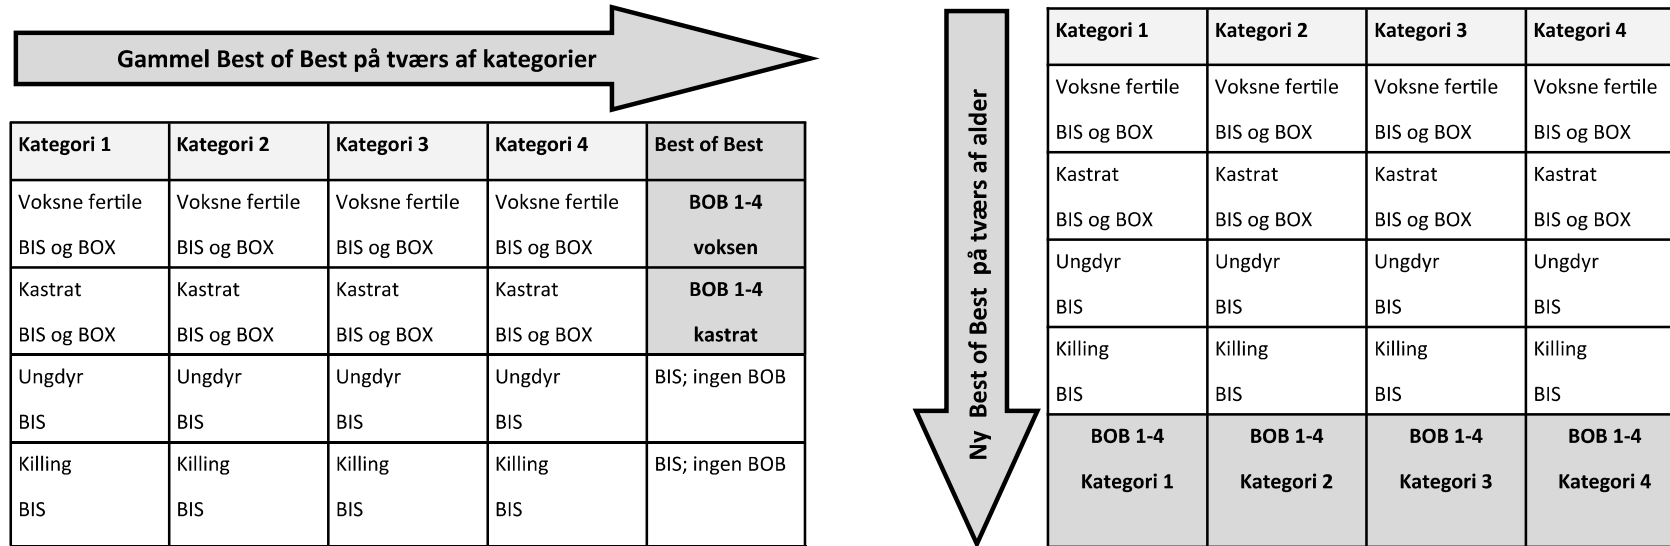 Gammel Best of Best på tværs af kategorier
Kategori 1 Kategori 2 Kategori 3 Kategori 4 Best of Best
Voksne fertile Voksne fertile Voksne fertile Voksne fertile BOB 1-4
BIS og BOX BIS og BOX BIS og BOX BIS og BOX voksen
Kastrat Kastrat Kastrat Kastrat BOB 1-4
BIS og BOX BIS og BOX BIS og BOX BIS og BOX kastrat
Ungdyr Ungdyr Ungdyr Ungdyr BIS; ingen BOB
BIS BIS BIS BIS
Killing Killing Killing Killing BIS; ingen BOB
BIS BIS BIS BIS
Ny Best of Best på tværs af alder
Kategori 1 Kategori 2 Kategori 3 Kategori 4
Voksne fertile Voksne fertile Voksne fertile Voksne fertile
BIS og BOX BIS og BOX BIS og BOX BIS og BOX
Kastrat Kastrat Kastrat Kastrat
BIS og BOX BIS og BOX BIS og BOX BIS og BOX
Ungdyr Ungdyr Ungdyr Ungdyr
BIS BIS BIS BIS
Killing Killing Killing Killing
BIS BIS BIS BIS
BOB 1-4 BOB 1-4 BOB 1-4 BOB 1-4
Kategori 1 Kategori 2 Kategori 3 Kategori 4